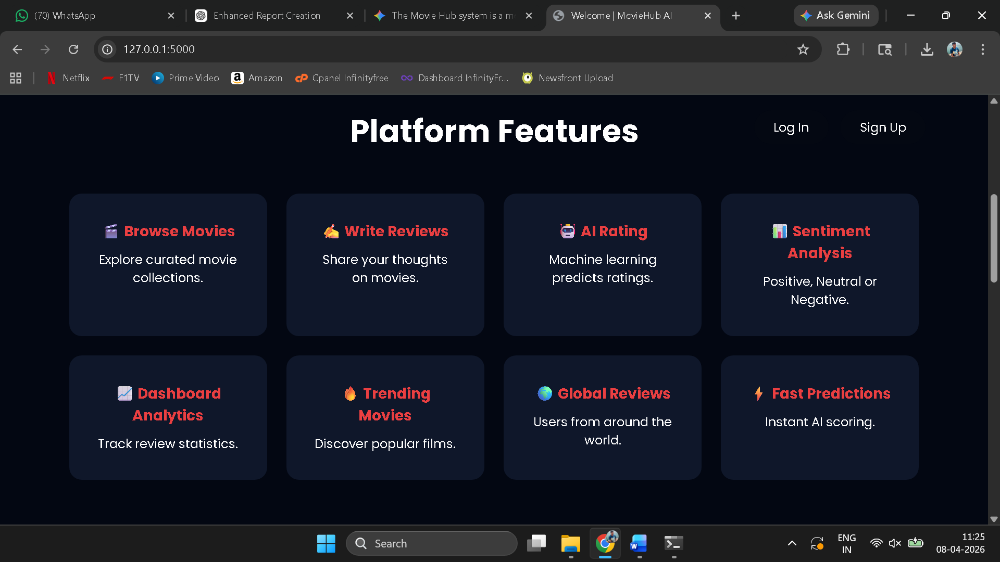 (70) WhatsApp
Enhanced Report Creation
The Movie Hub system is a m
Welcome | MovieHub AI
Ask Gemini
127.0.0.1:5000
Netflix
F1TV
Prime Video
Amazon
Cpanel Infinityfree
Dashboard InfinityFr...
Newsfront Upload
Platform Features
Log In
Sign Up
Browse Movies
Explore curated movie
collections.
Write Reviews
Share your thoughts
on movies.
AI Rating
Machine learning
predicts ratings.
Sentiment
Analysis
Positive, Neutral or
Negative.
Dashboard
Analytics
Track review statistics.
Trending
Movies
Discover popular films.
Global Reviews
Users from around the
world.
Fast Predictions
Instant AI scoring.
Search
ENG
IN
11:25
08-04-2026